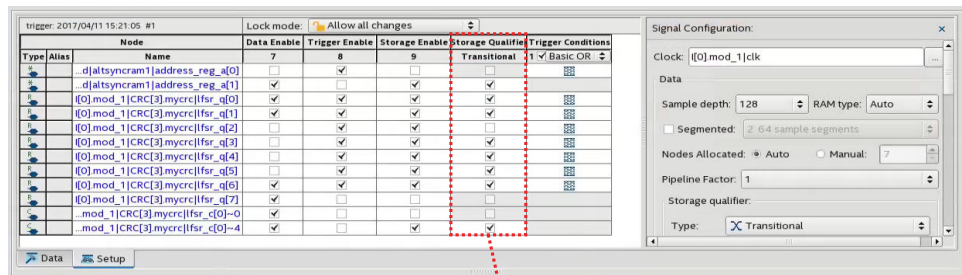 trigger: 2017/04/11 15:21:05 #1
Lock mode: Allow all changes
Node Data Enable Trigger Enable Storage Enable Storage Qualifier Trigger Conditions
Type Alias Name 7 8 9 Transitional 1 Basic OR
...d|altsyncram1|address_reg_a[0]
...d|altsyncram1|address_reg_a[1]
I[0].mod_1|CRC[3].mycrc|lfsr_q[0]
I[0].mod_1|CRC[3].mycrc|lfsr_q[1]
I[0].mod_1|CRC[3].mycrc|lfsr_q[2]
I[0].mod_1|CRC[3].mycrc|lfsr_q[3]
I[0].mod_1|CRC[3].mycrc|lfsr_q[4]
I[0].mod_1|CRC[3].mycrc|lfsr_q[5]
I[0].mod_1|CRC[3].mycrc|lfsr_q[6]
I[0].mod_1|CRC[3].mycrc|lfsr_q[7]
...mod_1|CRC[3].mycrc|lfsr_c[0]~0
...mod_1|CRC[3].mycrc|lfsr_c[0]~4
Data Setup
Signal Configuration:
Clock: I[0].mod_1|clk ...
Data
Sample depth: 128 RAM type: Auto
Segmented: 2 64 sample segments
Nodes Allocated: Auto Manual: 7
Pipeline Factor: 1
Storage qualifier:
Type: Transitional